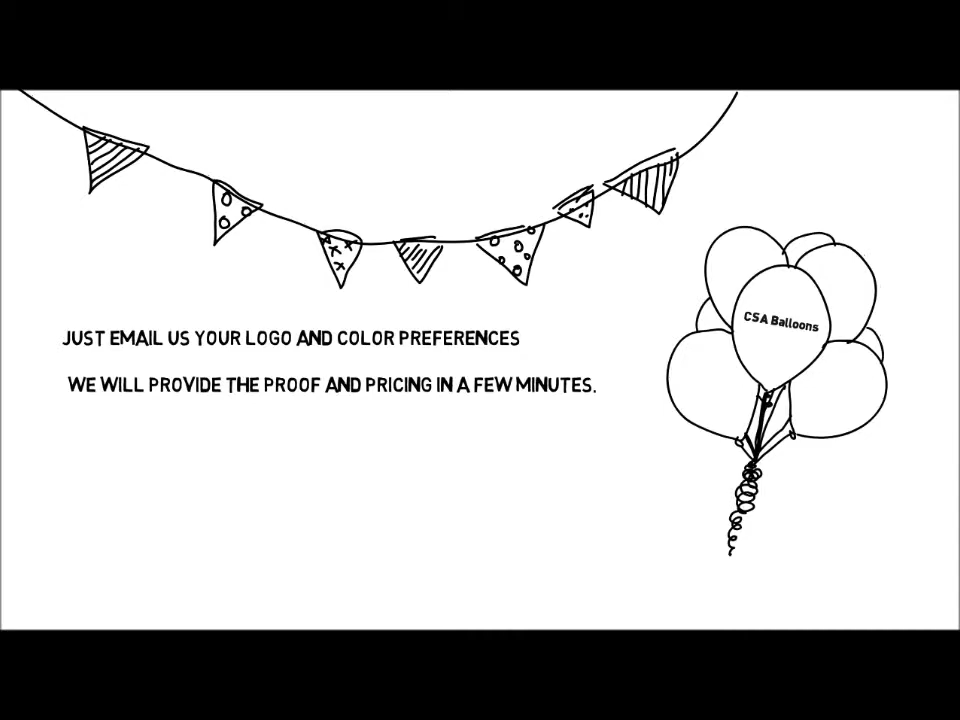 CSA Balloons
JUST EMAIL US YOUR LOGO AND COLOR PREFERENCES
WE WILL PROVIDE THE PROOF AND PRICING IN A FEW MINUTES.